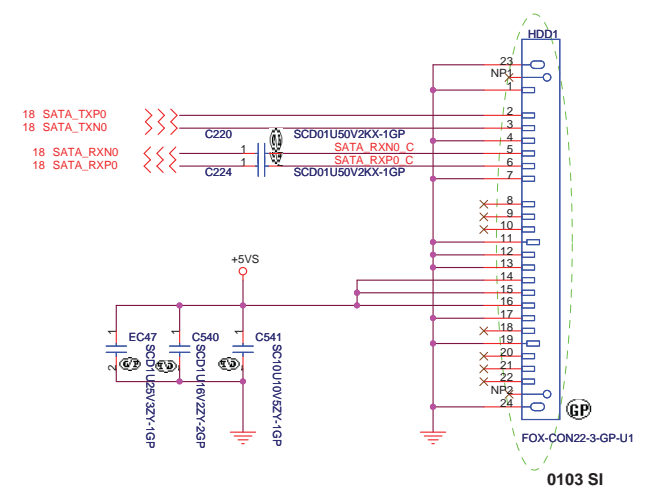 HDD1
23
NP1
1
18 SATA_TXP0
2
18 SATA_TXN0
3
C220
SCD01U50V2KX-1GP
4
18 SATA_RXN0
1
SATA_RXN0_C
5
18 SATA_RXP0
1
SATA_RXP0_C
6
C224
SCD01U50V2KX-1GP
7
8
9
10
11
12
+5VS
13
14
15
16
17
18
19
20
21
22
NP2
24
1
EC47
2
SCD1U25V3ZY-1GP
1
C540
SCD1U16V2ZY-2GP
1
C541
SC10U10V5ZY-1GP
GP
FOX-CON22-3-GP-U1
0103 SI